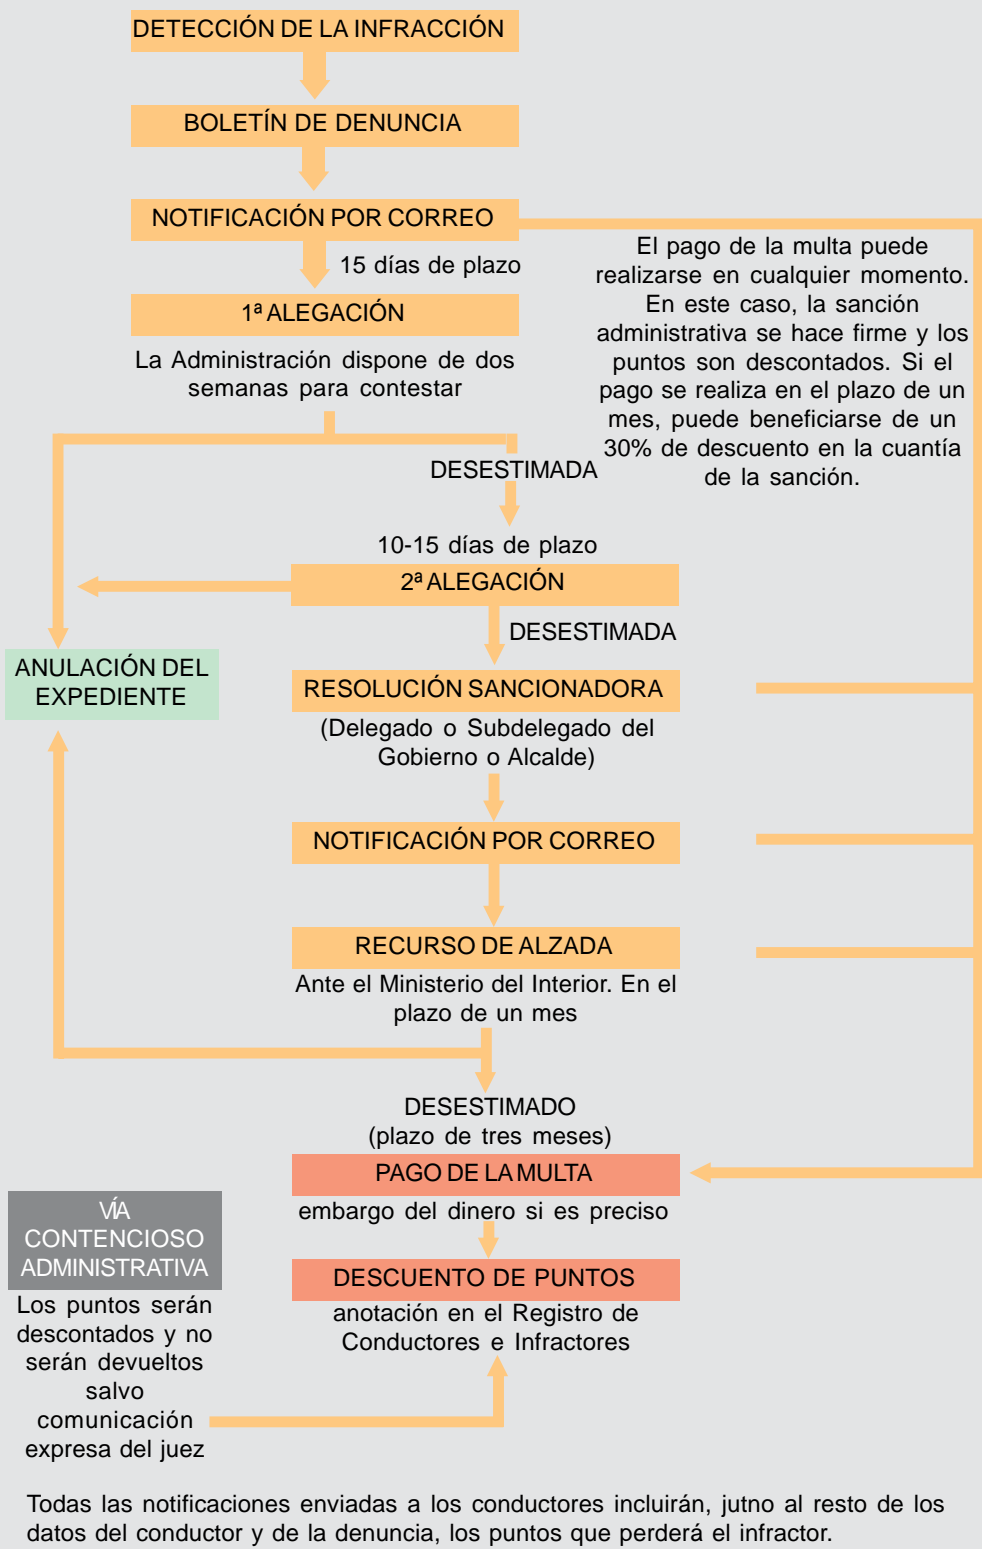 DETECCIÓN DE LA INFRACCIÓN
BOLETÍN DE DENUNCIA
NOTIFICACIÓN POR CORREO
15 días de plazo
1ª ALEGACIÓN
La Administración dispone de dos
semanas para contestar
El pago de la multa puede
realizarse en cualquier momento.
En este caso, la sanción
administrativa se hace firme y los
puntos son descontados. Si el
pago se realiza en el plazo de un
mes, puede beneficiarse de un
30% de descuento en la cuantía
de la sanción.
DESESTIMADA
10-15 días de plazo
2ª ALEGACIÓN
DESESTIMADA
ANULACIÓN DEL
EXPEDIENTE
RESOLUCIÓN SANCIONADORA
(Delegado o Subdelegado del
Gobierno o Alcalde)
NOTIFICACIÓN POR CORREO
RECURSO DE ALZADA
Ante el Ministerio del Interior. En el
plazo de un mes
DESESTIMADO
(plazo de tres meses)
PAGO DE LA MULTA
embargo del dinero si es preciso
DESCUENTO DE PUNTOS
anotación en el Registro de
Conductores e Infractores
VÍA
CONTENCIOSO
ADMINISTRATIVA
Los puntos serán
descontados y no
serán devueltos
salvo
comunicación
expresa del juez
Todas las notificaciones enviadas a los conductores incluirán, jutno al resto de los
datos del conductor y de la denuncia, los puntos que perderá el infractor.